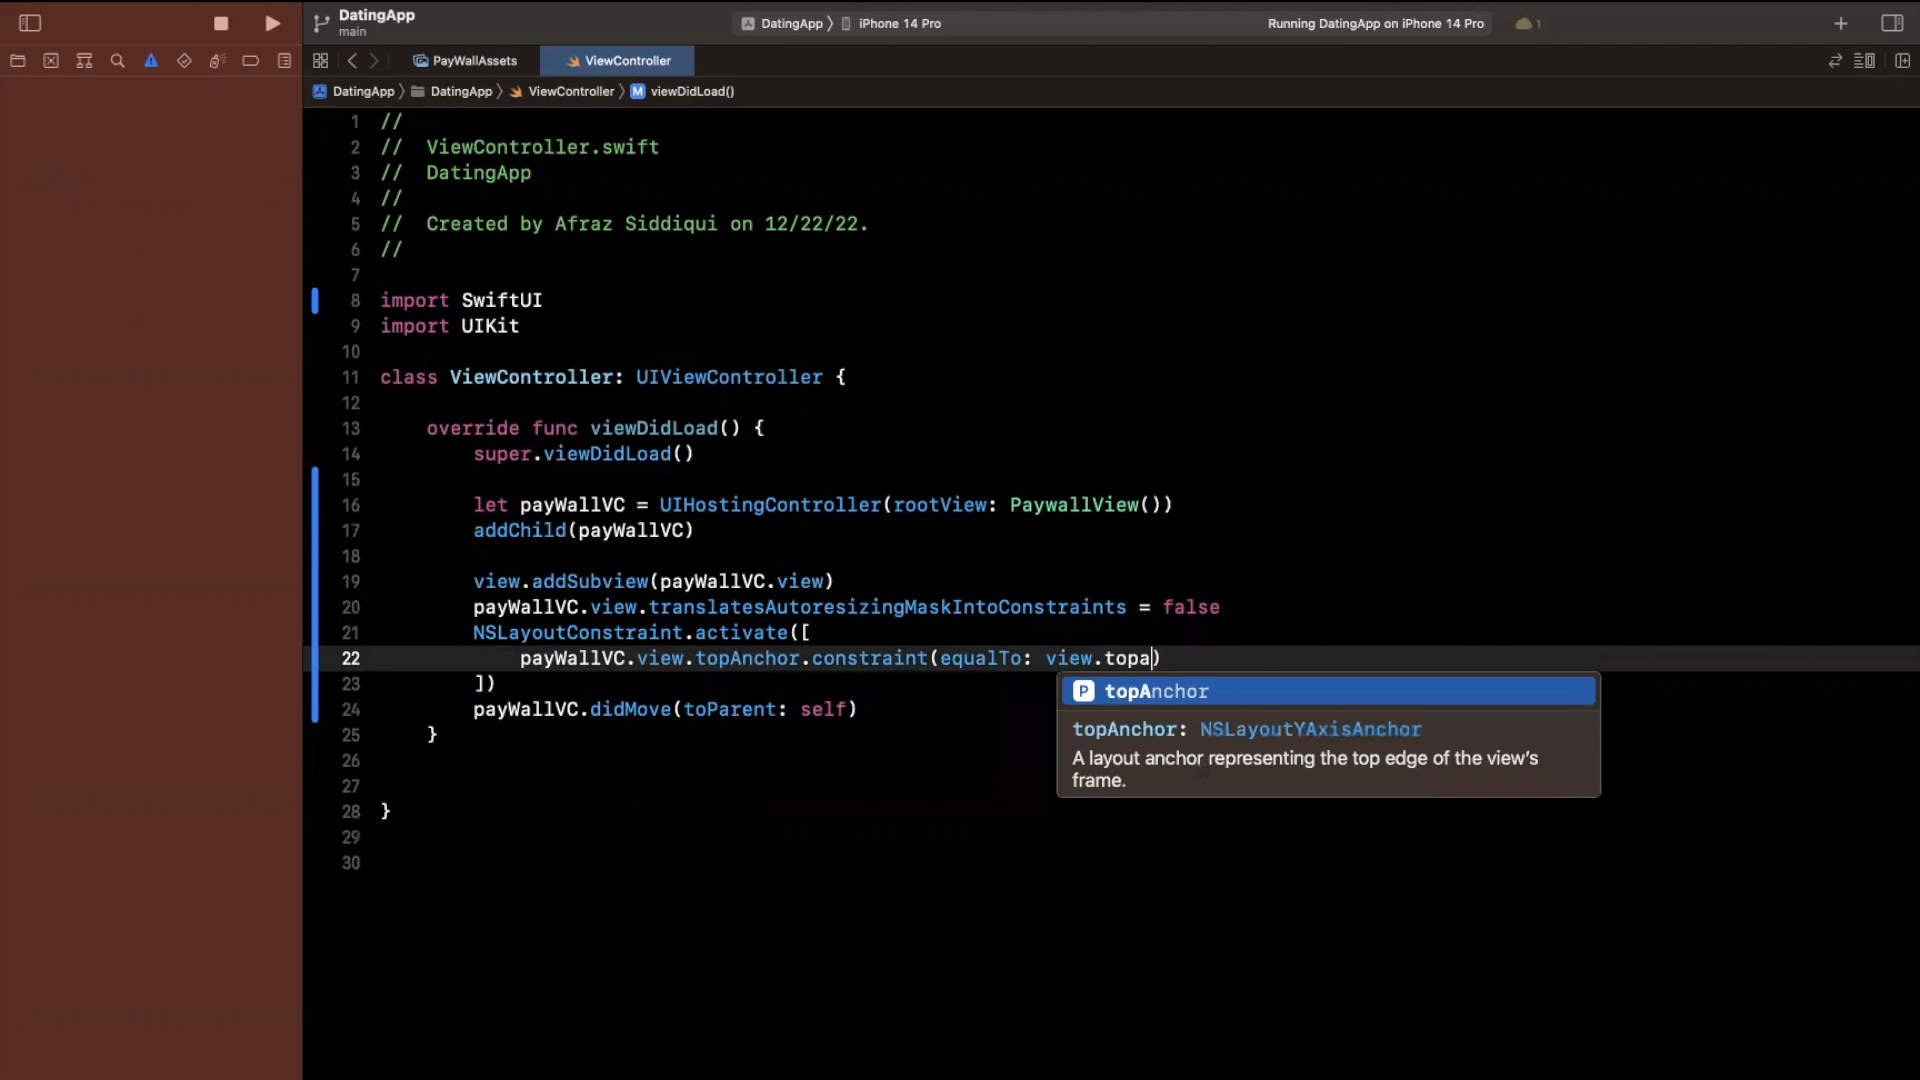 DatingApp
main
DatingApp 〉 iPhone 14 Pro
Running DatingApp on iPhone 14 Pro
1
PayWallAssets
ViewController
DatingApp 〉 DatingApp 〉 ViewController 〉 M viewDidLoad()
1 //
2 //  ViewController.swift
3 //  DatingApp
4 //
5 //  Created by Afraz Siddiqui on 12/22/22.
6 //
7
8 import SwiftUI
9 import UIKit
10
11 class ViewController: UIViewController {
12
13     override func viewDidLoad() {
14         super.viewDidLoad()
15
16         let payWallVC = UIHostingController(rootView: PaywallView())
17         addChild(payWallVC)
18
19         view.addSubview(payWallVC.view)
20         payWallVC.view.translatesAutoresizingMaskIntoConstraints = false
21         NSLayoutConstraint.activate([
22             payWallVC.view.topAnchor.constraint(equalTo: view.topa)
P topAnchor
topAnchor: NSLayoutYAxisAnchor
A layout anchor representing the top edge of the view’s
frame.
23         ])
24         payWallVC.didMove(toParent: self)
25     }
26
27
28 }
29
30